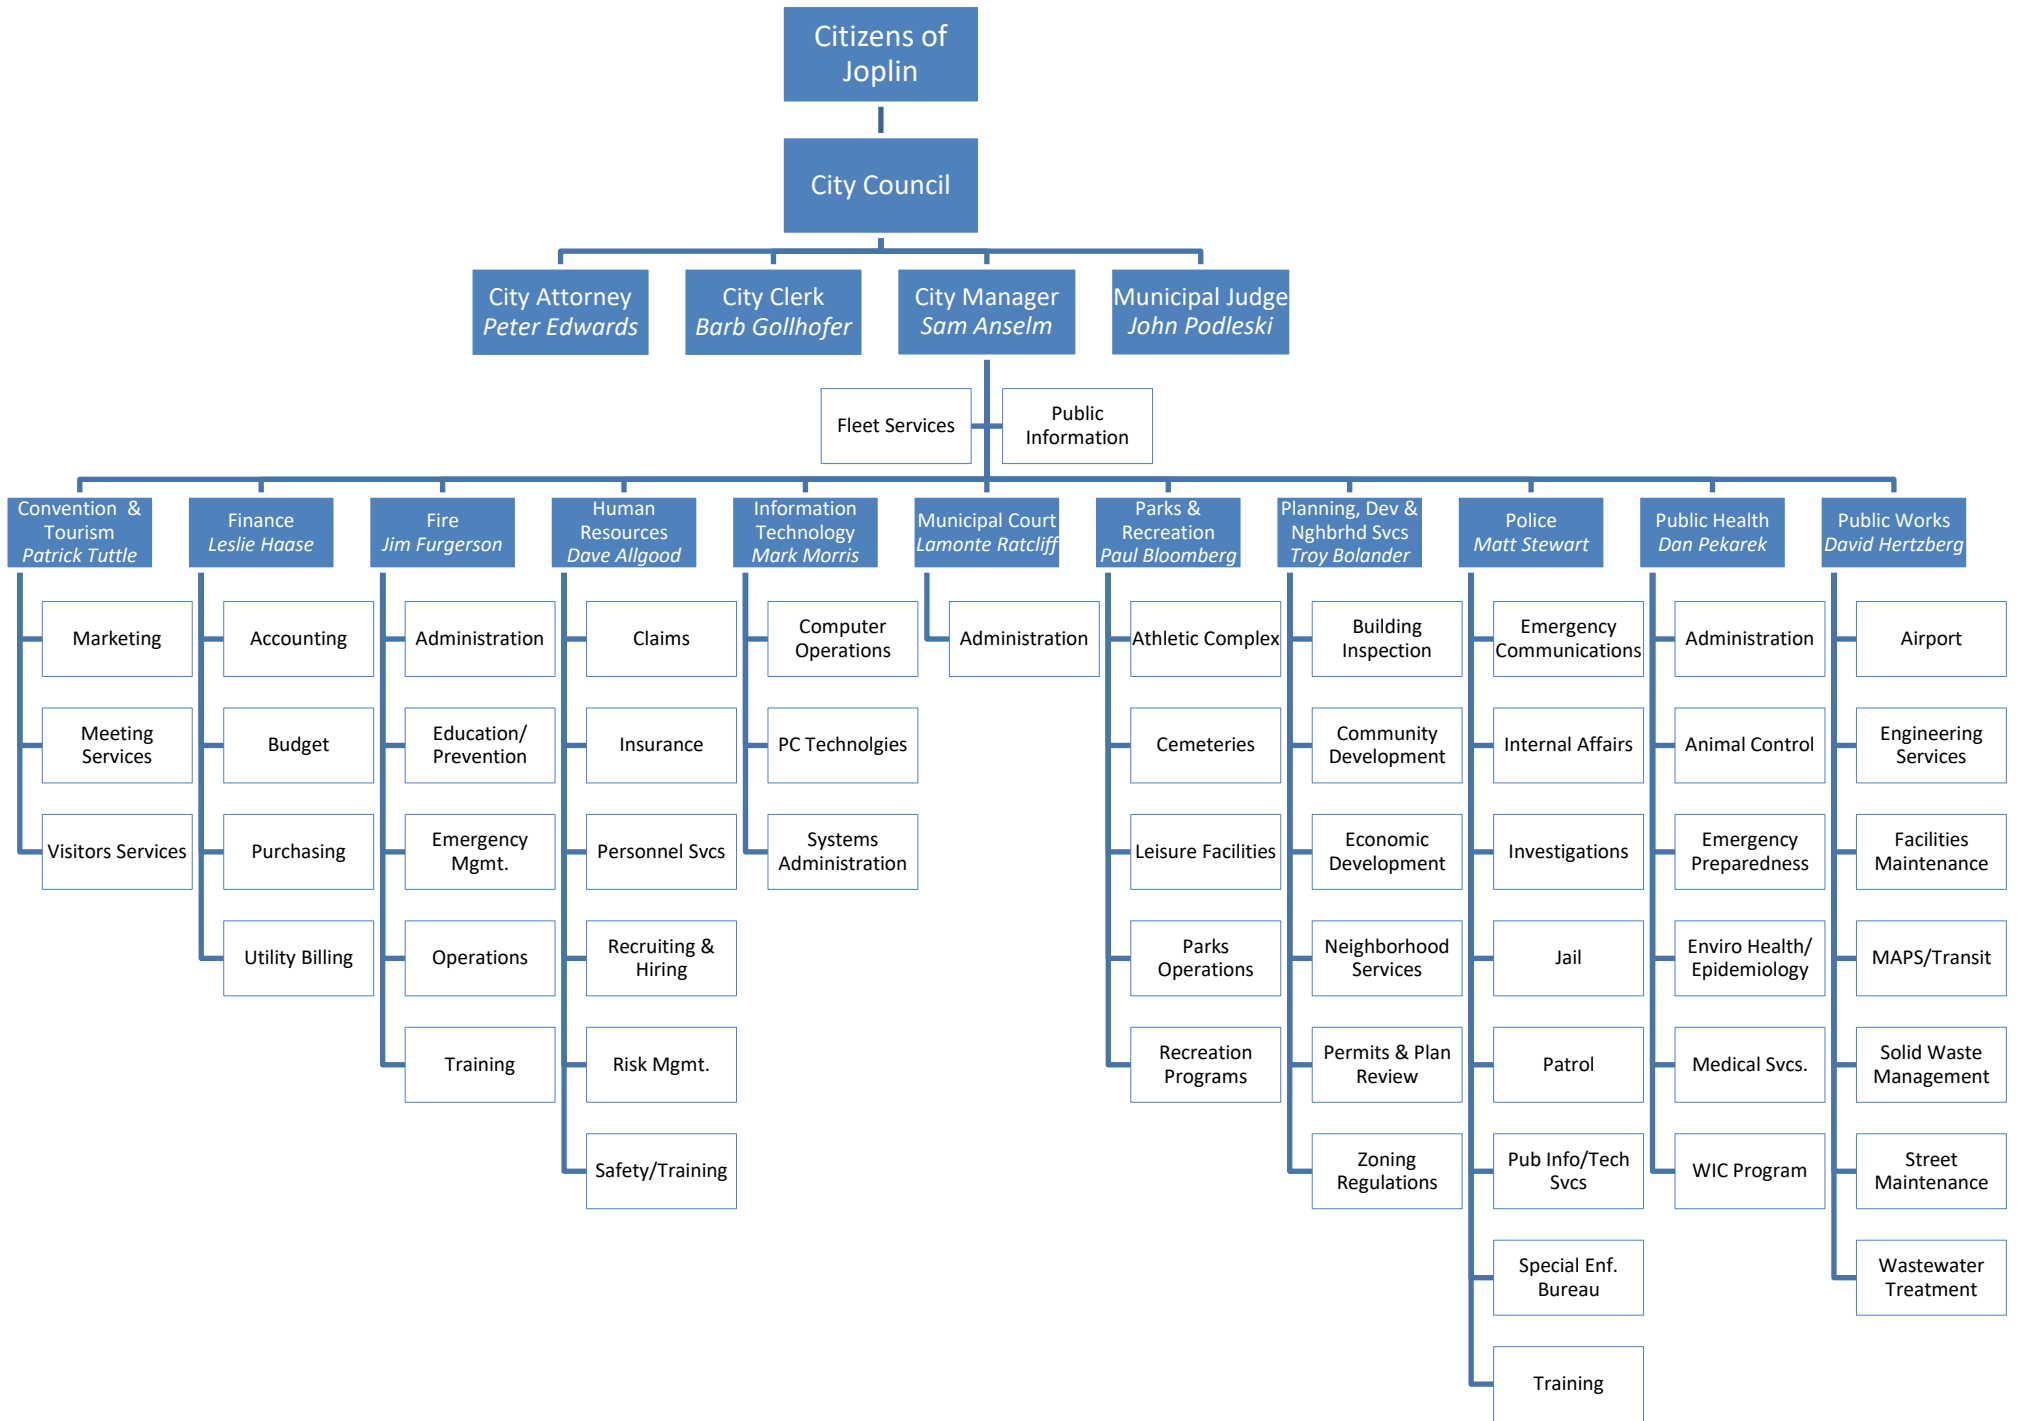 Citizens of
Joplin
City Council
City Attorney
Peter Edwards
City Clerk
Barb Gollhofer
City Manager
Sam Anselm
Municipal Judge
John Podleski
Fleet Services
Public
Information
Convention & 
Tourism
Patrick Tuttle
Marketing
Meeting
Services
Visitors Services
Finance
Leslie Haase
Accounting
Budget
Purchasing
Utility Billing
Fire
Jim Furgerson
Administration
Education/
Prevention
Emergency
Mgmt.
Operations
Training
Human
Resources
Dave Allgood
Claims
Insurance
Personnel Svcs
Recruiting &
Hiring
Risk Mgmt.
Safety/Training
Information
Technology
Mark Morris
Computer
Operations
PC Technolgies
Systems
Administration
Municipal Court
Lamonte Ratcliff
Administration
Parks &
Recreation
Paul Bloomberg
Athletic Complex
Cemeteries
Leisure Facilities
Parks
Operations
Recreation
Programs
Planning, Dev &
Nghbrhd Svcs
Troy Bolander
Building
Inspection
Community
Development
Economic
Development
Neighborhood
Services
Permits & Plan
Review
Zoning
Regulations
Police
Matt Stewart
Emergency
Communications
Internal Affairs
Investigations
Jail
Patrol
Pub Info/Tech
Svcs
Special Enf.
Bureau
Training
Public Health
Dan Pekarek
Administration
Animal Control
Emergency
Preparedness
Enviro Health/
Epidemiology
Medical Svcs.
WIC Program
Public Works
David Hertzberg
Airport
Engineering
Services
Facilities
Maintenance
MAPS/Transit
Solid Waste
Management
Street
Maintenance
Wastewater
Treatment